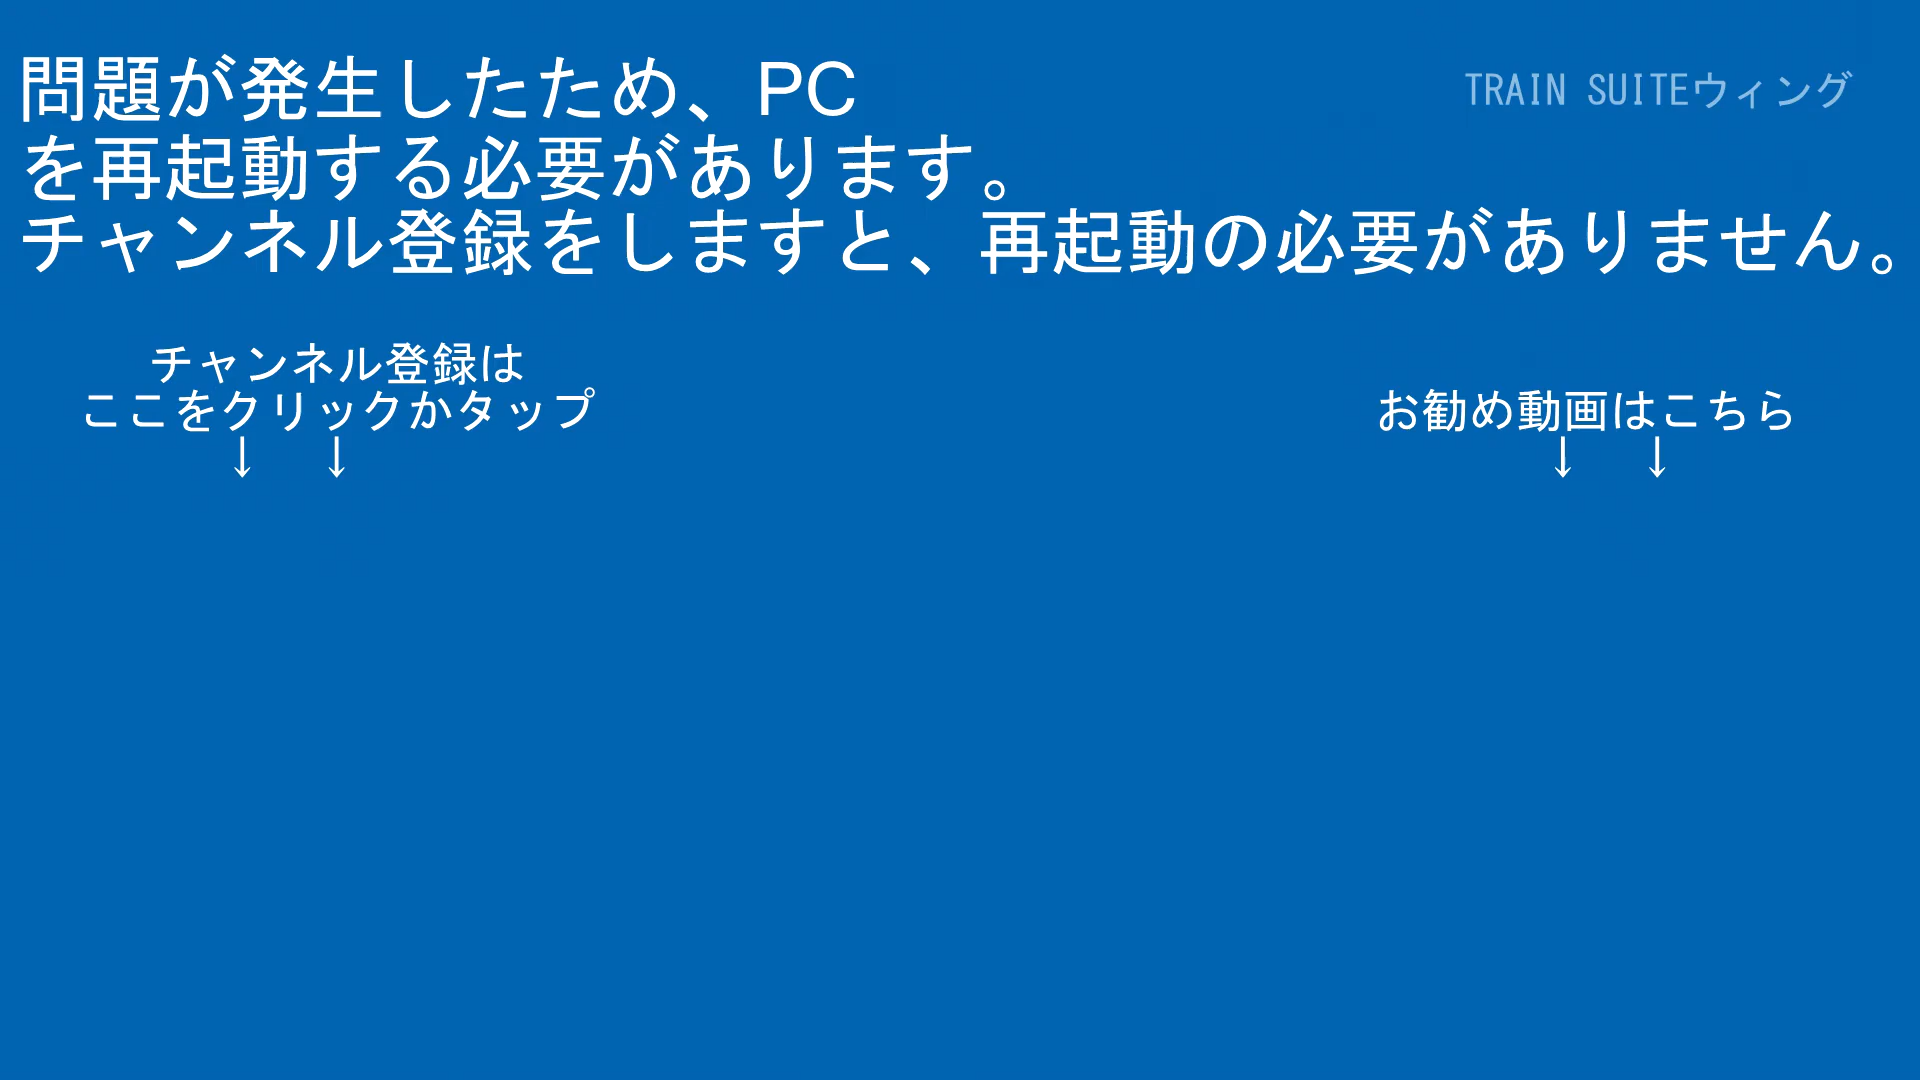 問題が発生したため、PC
を再起動する必要があります。
チャンネル登録をしますと、再起動の必要がありません。
TRAIN SUITEウィング
チャンネル登録は
ここをクリックかタップ
↓ ↓
お勧め動画はこちら
↓ ↓